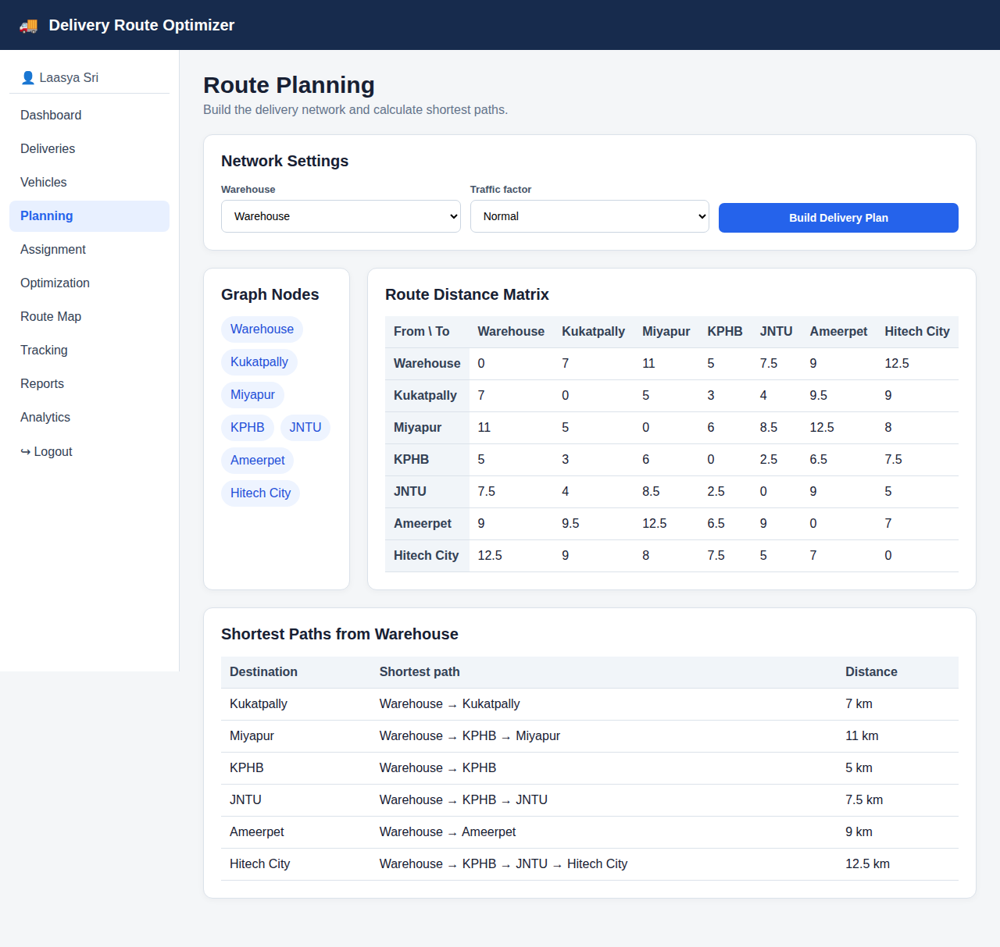 🚚 Delivery Route Optimizer
👤 Laasya Sri
Dashboard
Deliveries
Vehicles
Planning
Assignment
Optimization
Route Map
Tracking
Reports
Analytics
↪ Logout
Route Planning
Build the delivery network and calculate shortest paths.
Network Settings
Warehouse Traffic factor
Warehouse Normal Build Delivery Plan
Graph Nodes
Warehouse
Kukatpally
Miyapur
KPHB JNTU
Ameerpet
Hitech City
Route Distance Matrix
From \ To Warehouse Kukatpally Miyapur KPHB JNTU Ameerpet Hitech City
Warehouse 0 7 11 5 7.5 9 12.5
Kukatpally 7 0 5 3 4 9.5 9
Miyapur 11 5 0 6 8.5 12.5 8
KPHB 5 3 6 0 2.5 6.5 7.5
JNTU 7.5 4 8.5 2.5 0 9 5
Ameerpet 9 9.5 12.5 6.5 9 0 7
Hitech City 12.5 9 8 7.5 5 7 0
Shortest Paths from Warehouse
Destination Shortest path Distance
Kukatpally Warehouse → Kukatpally 7 km
Miyapur Warehouse → KPHB → Miyapur 11 km
KPHB Warehouse → KPHB 5 km
JNTU Warehouse → KPHB → JNTU 7.5 km
Ameerpet Warehouse → Ameerpet 9 km
Hitech City Warehouse → KPHB → JNTU → Hitech City 12.5 km